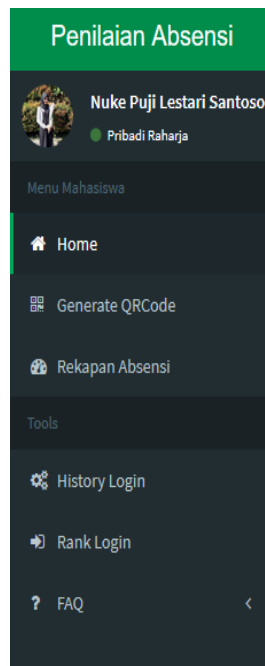 Penilaian Absensi
Nuke Puji Lestari Santoso
Pribadi Raharja
Menu Mahasiswa
Home
Generate QRCode
Rekapan Absensi
Tools
History Login
Rank Login
? FAQ <